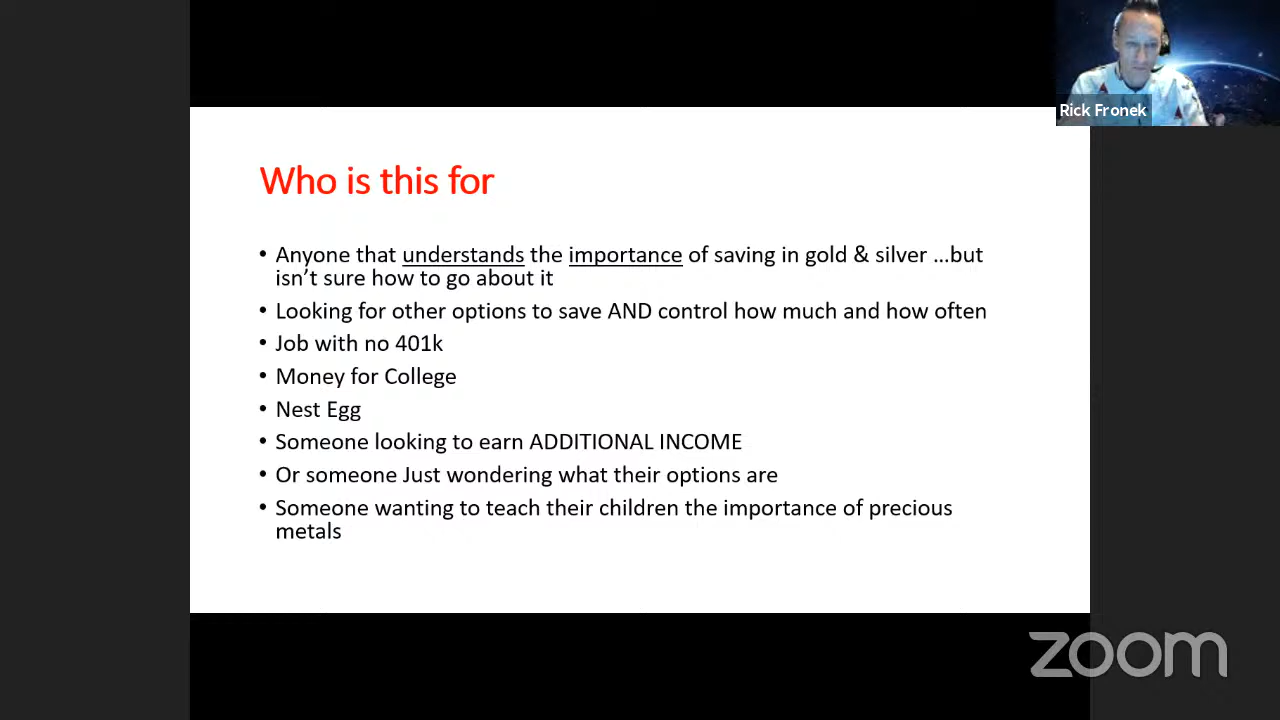 Rick Fronek
Who is this for
• Anyone that understands the importance of saving in gold & silver …but
isn’t sure how to go about it
• Looking for other options to save AND control how much and how often
• Job with no 401k
• Money for College
• Nest Egg
• Someone looking to earn ADDITIONAL INCOME
• Or someone Just wondering what their options are
• Someone wanting to teach their children the importance of precious
metals
zoom